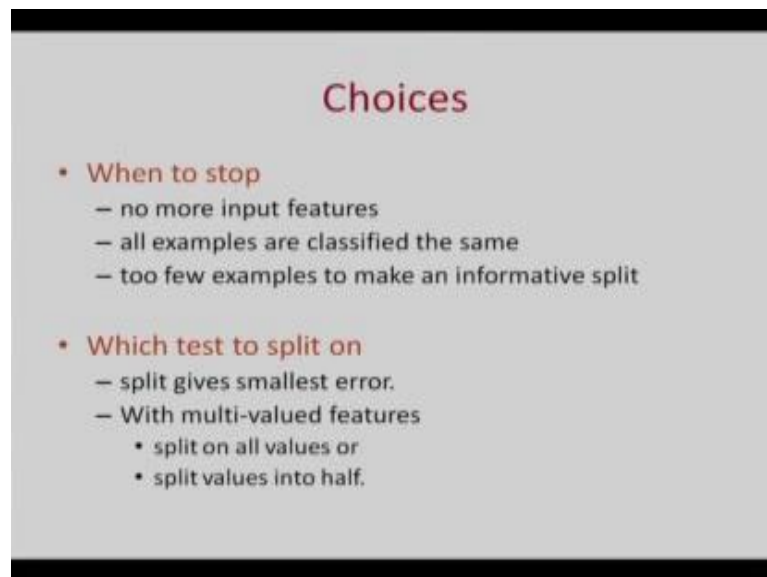 Choices
• When to stop
– no more input features
– all examples are classified the same
– too few examples to make an informative split
• Which test to split on
– split gives smallest error.
– With multi-valued features
• split on all values or
• split values into half.